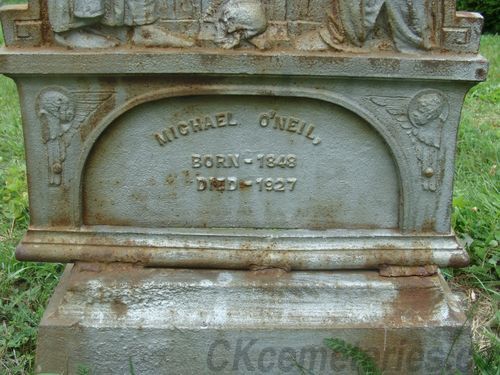 MICHAEL O'NEIL,
BORN - 1848
DIED - 1927
CKcemeteries.c